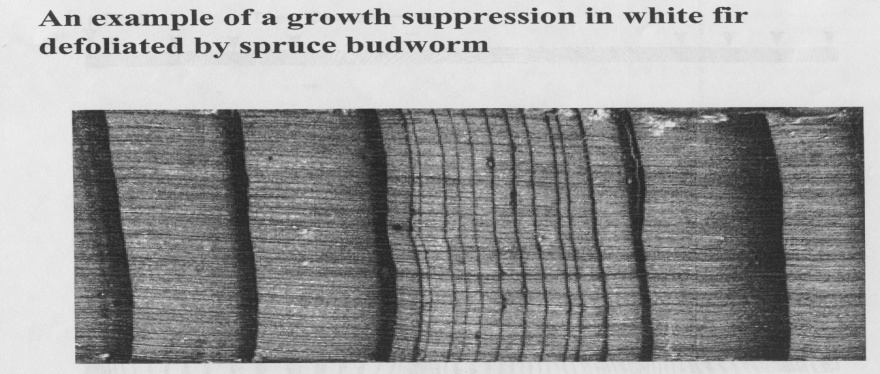 An example of a growth suppression in white fir
defoliated by spruce budworm